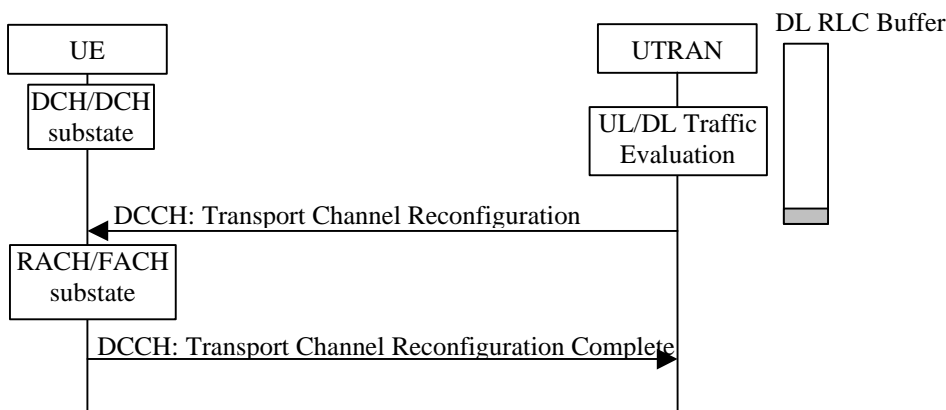 DL RLC Buffer
UE
UTRAN
DCH/DCH
substate
UL/DL Traffic
Evaluation
DCCH: Transport Channel Reconfiguration
RACH/FACH
substate
DCCH: Transport Channel Reconfiguration Complete